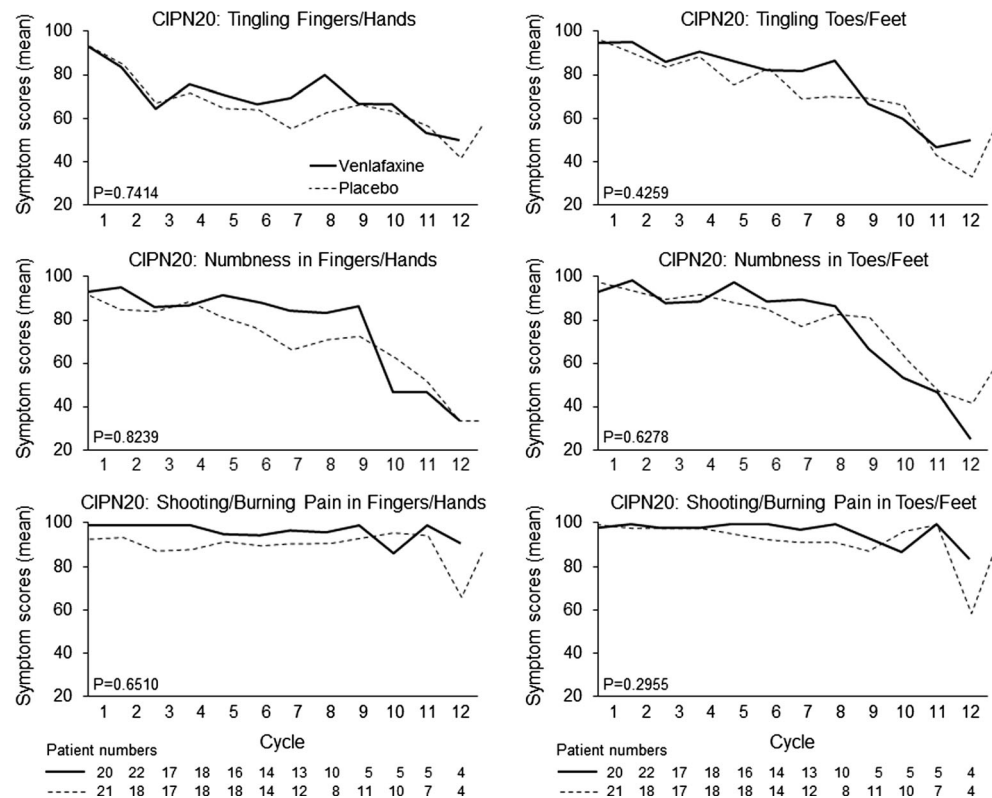 CIPN20: Tingling Fingers/Hands
Symptom scores (mean)
100
80
60
40
20
Venlafaxine
Placebo
P=0.7414
1 2 3 4 5 6 7 8 9 10 11 12
CIPN20: Tingling Toes/Feet
Symptom scores (mean)
100
80
60
40
20
P=0.4259
1 2 3 4 5 6 7 8 9 10 11 12
CIPN20: Numbness in Fingers/Hands
Symptom scores (mean)
100
80
60
40
20
P=0.8239
1 2 3 4 5 6 7 8 9 10 11 12
CIPN20: Numbness in Toes/Feet
Symptom scores (mean)
100
80
60
40
20
P=0.6278
1 2 3 4 5 6 7 8 9 10 11 12
CIPN20: Shooting/Burning Pain in Fingers/Hands
Symptom scores (mean)
100
80
60
40
20
P=0.6510
1 2 3 4 5 6 7 8 9 10 11 12
Cycle
Patient numbers
20 22 17 18 16 14 13 10 5 5 5 4
21 18 17 18 18 14 12 8 11 10 7 4
CIPN20: Shooting/Burning Pain in Toes/Feet
Symptom scores (mean)
100
80
60
40
20
P=0.2955
1 2 3 4 5 6 7 8 9 10 11 12
Cycle
Patient numbers
20 22 17 18 16 14 13 10 5 5 5 4
21 18 17 18 18 14 12 8 11 10 7 4